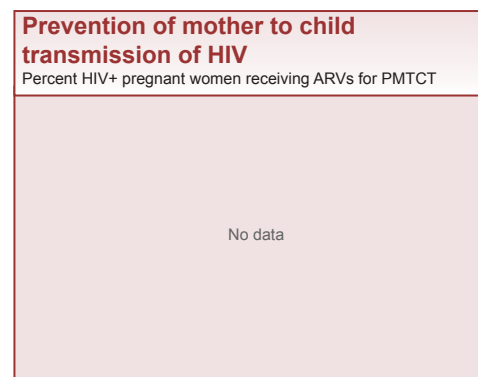 Prevention of mother to child
transmission of HIV
Percent HIV+ pregnant women receiving ARVs for PMTCT
No data